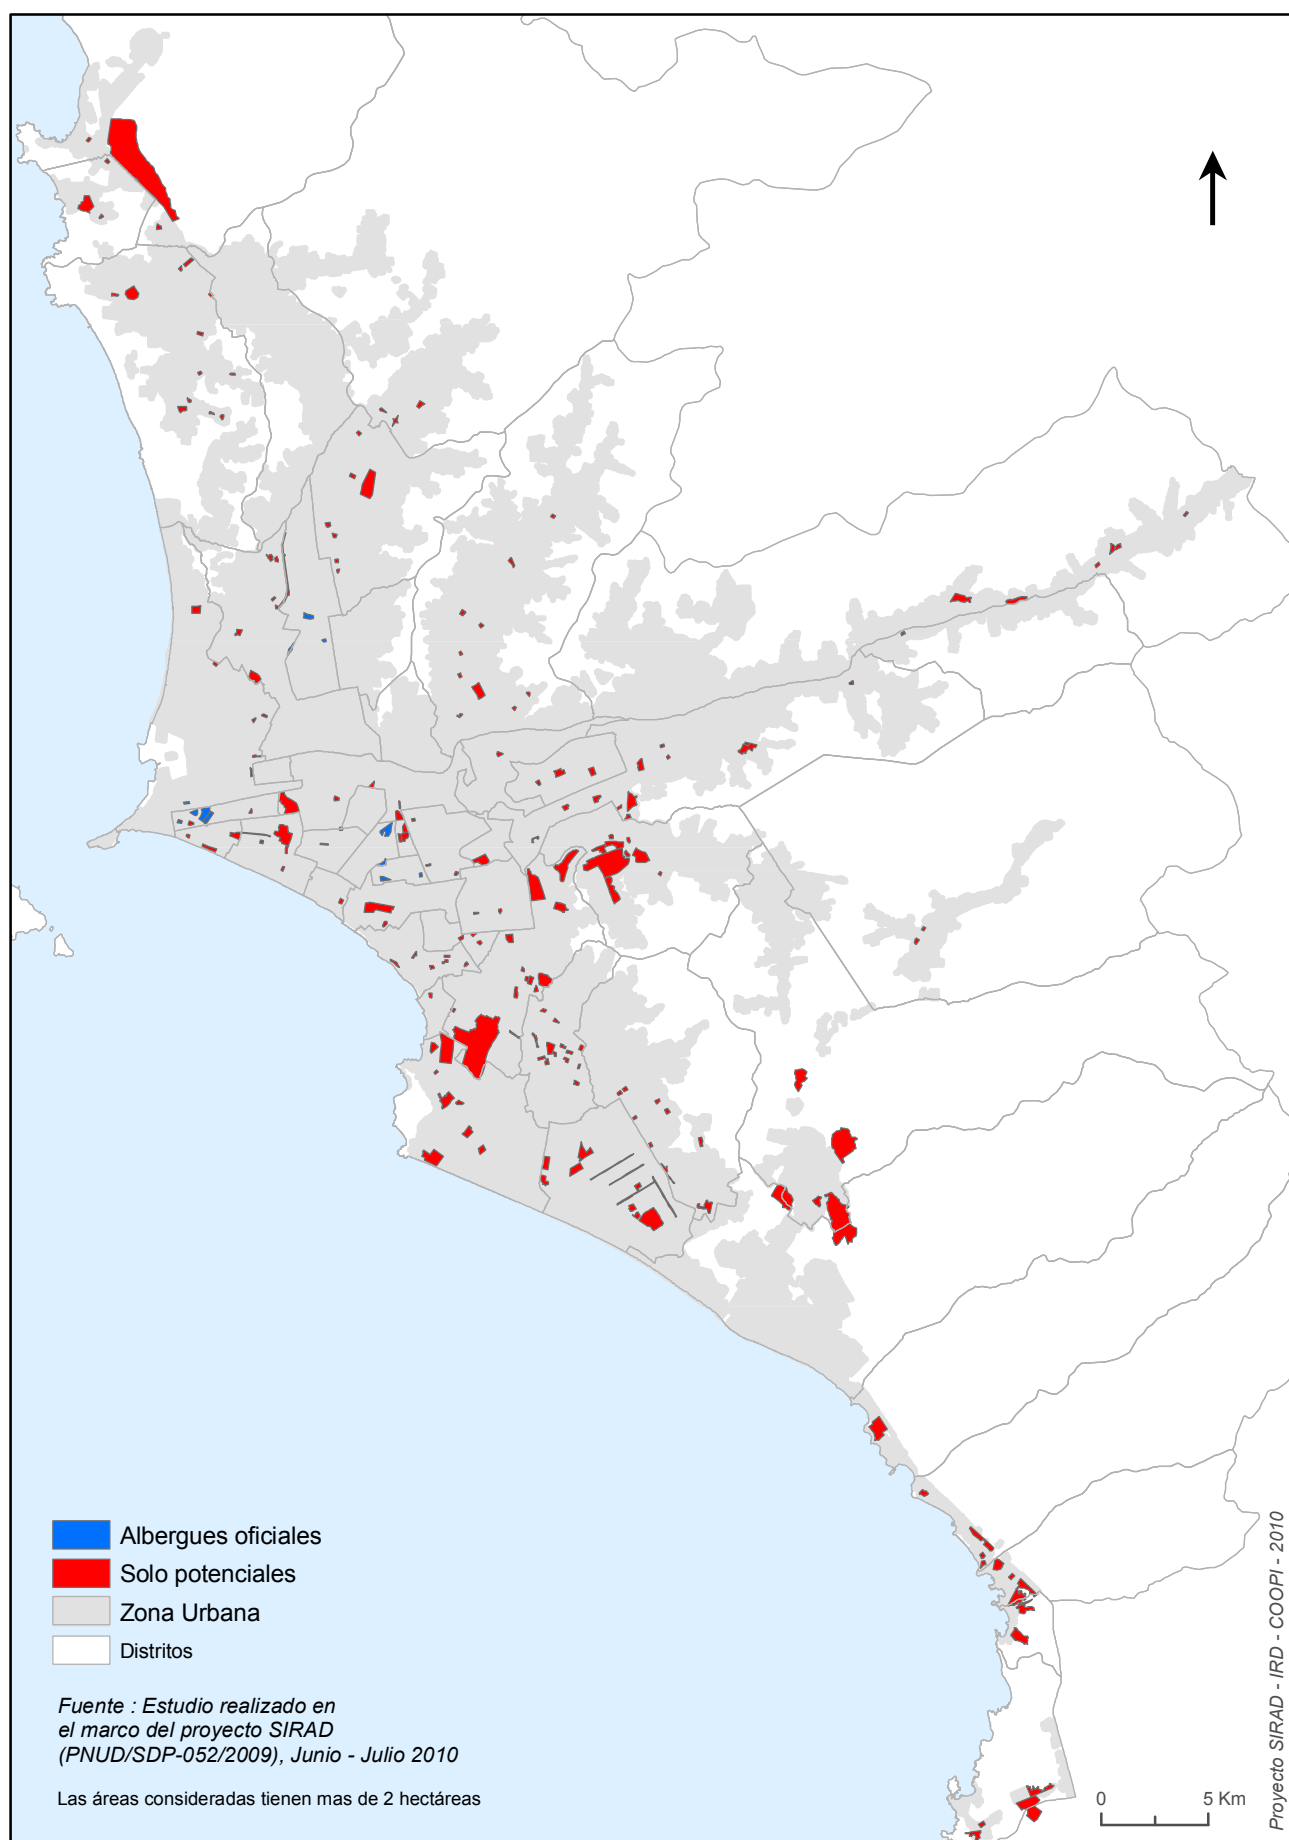 Albergues oficiales
Solo potenciales
Zona Urbana
Distritos
Fuente : Estudio realizado en
el marco del proyecto SIRAD
(PNUD/SDP-052/2009), Junio - Julio 2010
Las áreas consideradas tienen mas de 2 hectáreas
0 5 Km
Proyecto SIRAD - IRD - COOPI - 2010